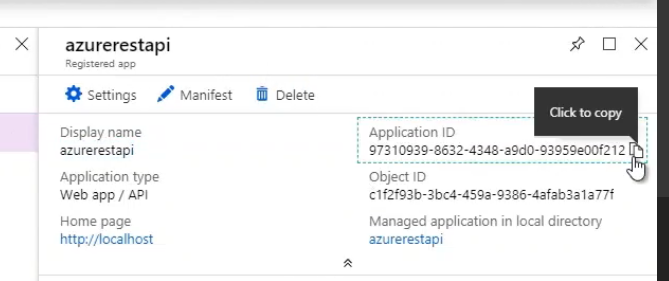 azurerestapi
Registered app
Settings Manifest Delete
Click to copy
Display name
azurerestapi
Application ID
97310939-8632-4348-a9d0-93959e00f212
Application type
Web app / API
Object ID
c1f2f93b-3bc4-459a-9386-4afab3a1a77f
Home page
http://localhost
Managed application in local directory
azurerestapi